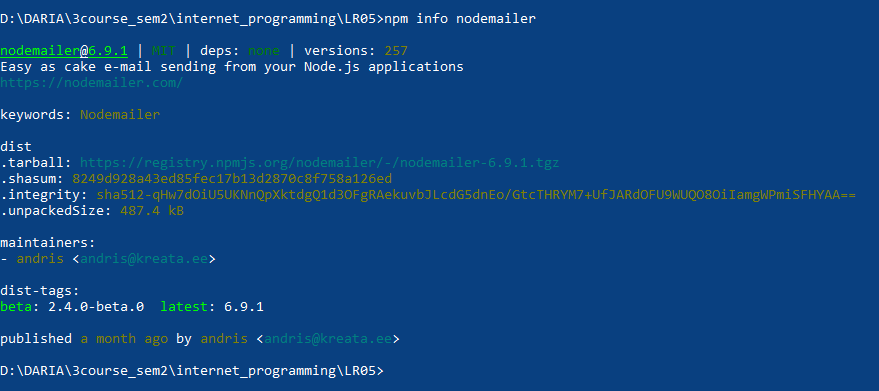 D:\DARIA\3course_sem2\internet_programming\LR05>npm info nodemailer
nodemailer@6.9.1 | MIT | deps: none | versions: 257
Easy as cake e-mail sending from your Node.js applications
https://nodemailer.com/
keywords: Nodemailer
dist
.tarball: https://registry.npmjs.org/nodemailer/-/nodemailer-6.9.1.tgz
.shasum: 8249d928a43ed85fec17b13d2870c8f758a126ed
.integrity: sha512-qHw7dOiU5UKNnQpXktdgQ1d3OFgRAekuvbJLcdG5dnEo/GtcTHRYM7+UfJARdOFU9WUQO8OiIamgWPmiSFHYAA==
.unpackedSize: 487.4 kB
maintainers:
- andris <andris@kreata.ee>
dist-tags:
beta: 2.4.0-beta.0  latest: 6.9.1
published a month ago by andris <andris@kreata.ee>
D:\DARIA\3course_sem2\internet_programming\LR05>